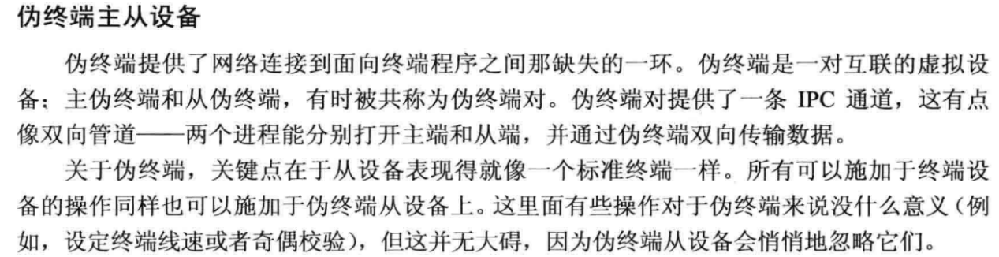 伪终端主从设备
伪终端提供了网络连接到面向终端程序之间那缺失的一环。伪终端是一对互联的虚拟设
备：主伪终端和从伪终端，有时被共称为伪终端对。伪终端对提供了一条 IPC 通道，这有点
像双向管道——两个进程能分别打开主端和从端，并通过伪终端双向传输数据。
关于伪终端，关键点在于从设备表现得就像一个标准终端一样。所有可以施加于终端设
备的操作同样也可以施加于伪终端从设备上。这里面有些操作对于伪终端来说没什么意义（例
如，设定终端线速或者奇偶校验），但这并无大碍，因为伪终端从设备会悄悄地忽略它们。